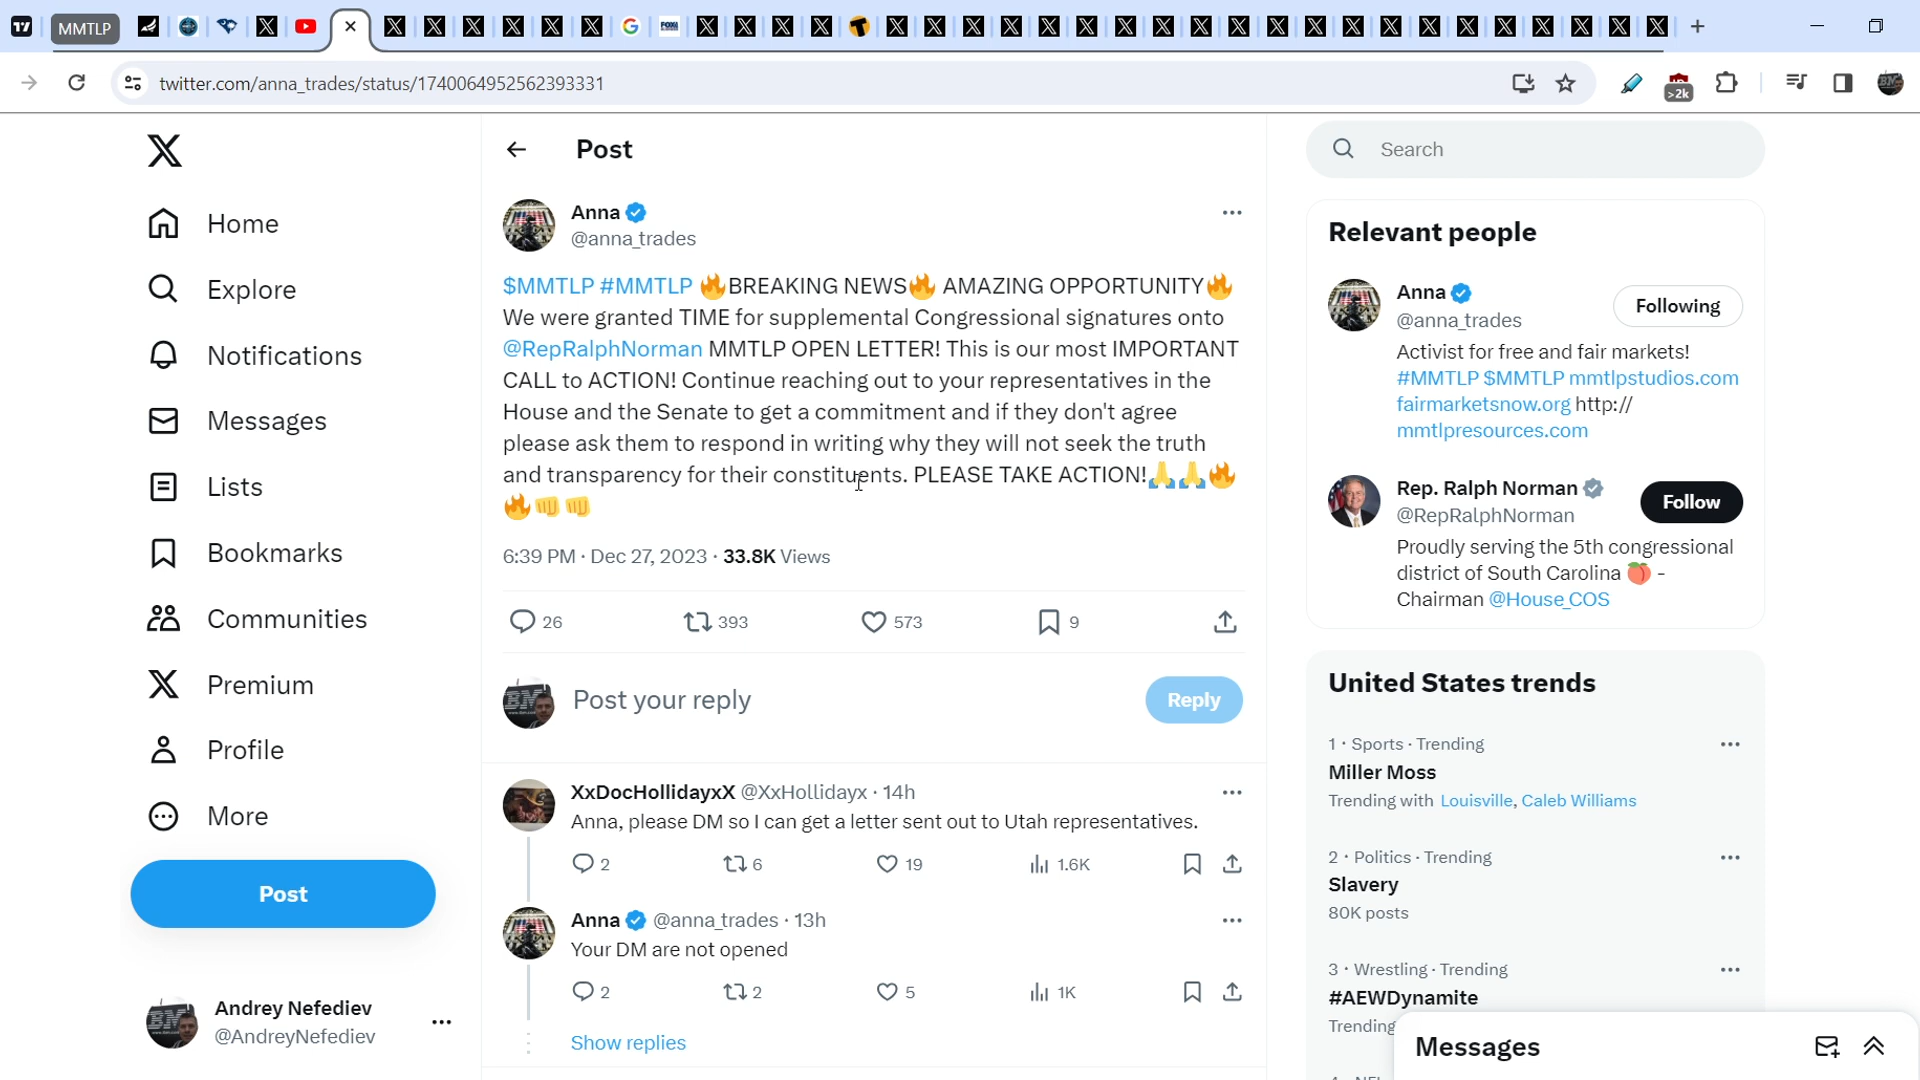 MMTLP
twitter.com/anna_trades/status/1740064952562393331
>2k
Home
Explore
Notifications
Messages
Lists
Bookmarks
Communities
Premium
Profile
More
Post
Andrey Nefediev
@AndreyNefediev
Post
Anna
@anna_trades
$MMTLP #MMTLP 🔥BREAKING NEWS🔥 AMAZING OPPORTUNITY🔥
We were granted TIME for supplemental Congressional signatures onto
@RepRalphNorman MMTLP OPEN LETTER! This is our most IMPORTANT
CALL to ACTION! Continue reaching out to your representatives in the
House and the Senate to get a commitment and if they don't agree
please ask them to respond in writing why they will not seek the truth
and transparency for their constituents. PLEASE TAKE ACTION!🙏🙏🔥
🔥👊👊
6:39 PM · Dec 27, 2023 · 33.8K Views
26 393 573 9
Post your reply
Reply
XxDocHollidayxX @XxHollidayx · 14h
Anna, please DM so I can get a letter sent out to Utah representatives.
2 6 19 1.6K
Anna @anna_trades · 13h
Your DM are not opened
2 2 5 1K
Show replies
Search
Relevant people
Anna
@anna_trades
Following
Activist for free and fair markets!
#MMTLP $MMTLP mmtlpstudios.com
fairmarketsnow.org http://
mmtlpresources.com
Rep. Ralph Norman
@RepRalphNorman
Follow
Proudly serving the 5th congressional
district of South Carolina 🍑 -
Chairman @House_COS
United States trends
1 · Sports · Trending
Miller Moss
Trending with Louisville, Caleb Williams
2 · Politics · Trending
Slavery
80K posts
3 · Wrestling · Trending
#AEWDynamite
Trending
Messages